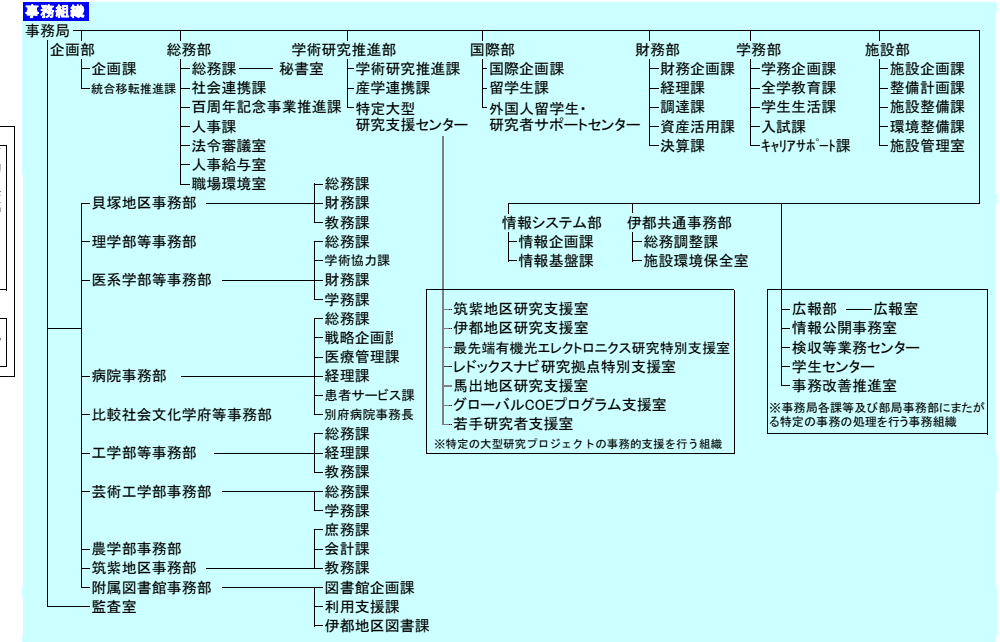 事務組織
事務局
企画部
企画課
統合移転推進課
総務部
総務課 秘書室
社会連携課
百周年記念事業推進課
人事課
法令審議室
人事給与室
職場環境室
学術研究推進部
学術研究推進課
産学連携課
特定大型
研究支援センター
国際部
国際企画課
留学生課
外国人留学生・
研究者サポートセンター
財務部
財務企画課
経理課
調達課
資産活用課
決算課
学務部
学務企画課
全学教育課
学生生活課
入試課
キャリアサポート課
施設部
施設企画課
整備計画課
施設整備課
環境整備課
施設管理室
情報システム部
情報企画課
情報基盤課
伊都共通事務部
総務調整課
施設環境保全室
貝塚地区事務部
総務課
財務課
教務課
理学部等事務部
医系学部等事務部
総務課
学術協力課
財務課
学務課
病院事務部
総務課
戦略企画
医療管理課
経理課
患者サービス課
別府病院事務長
比較社会文化学府等事務部
工学部等事務部
総務課
経理課
教務課
芸術工学部事務部
総務課
学務課
農学部事務部
筑紫地区事務部
庶務課
会計課
教務課
附属図書館事務部
図書館企画課
利用支援課
伊都地区図書課
監査室
筑紫地区研究支援室
伊都地区研究支援室
最先端有機光エレクトロニクス研究特別支援室
レドックスナビ研究拠点特別支援室
馬出地区研究支援室
グローバルCOEプログラム支援室
若手研究者支援室
※特定の大型研究プロジェクトの事務的支援を行う組織
広報部 広報室
情報公開事務室
検収等業務センター
学生センター
事務改善推進室
※事務局各課等及び部局事務部にまたが
る特定の事務の処理を行う事務組織